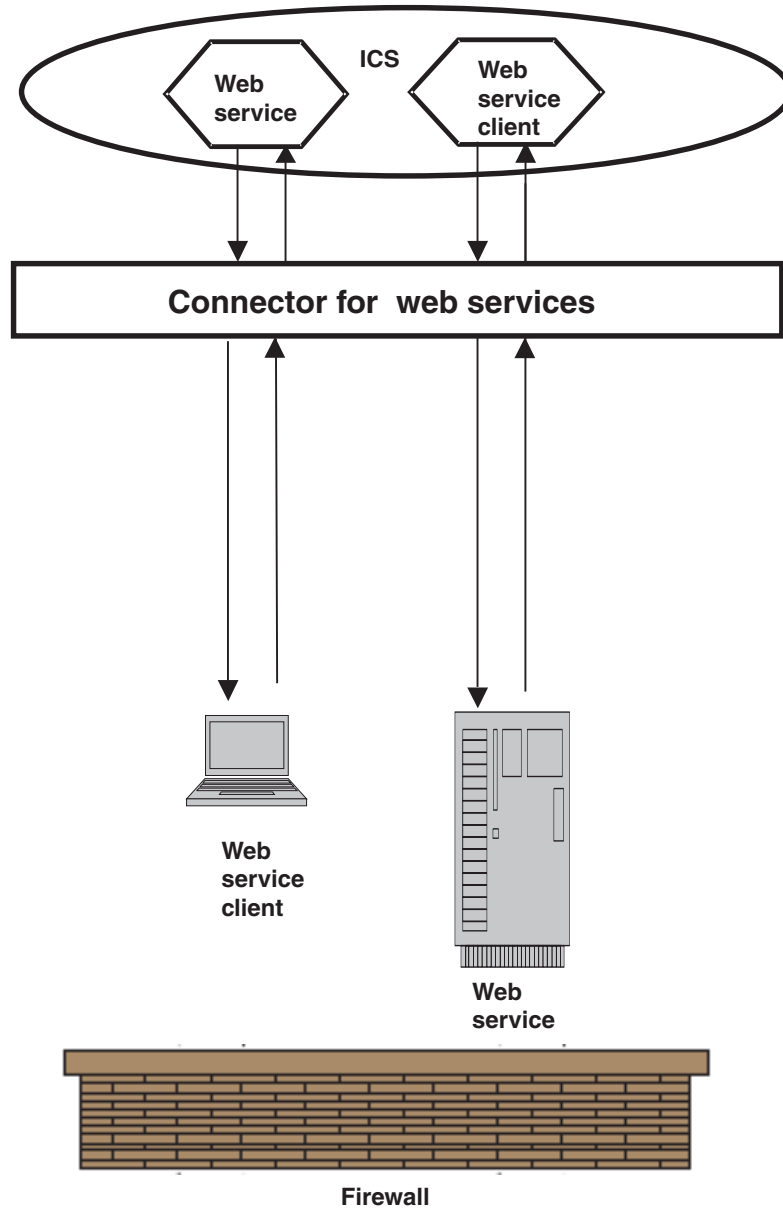 ICS
Web
service
Web
service
client
Connector for web services
Web
service
client
Web
service
Firewall